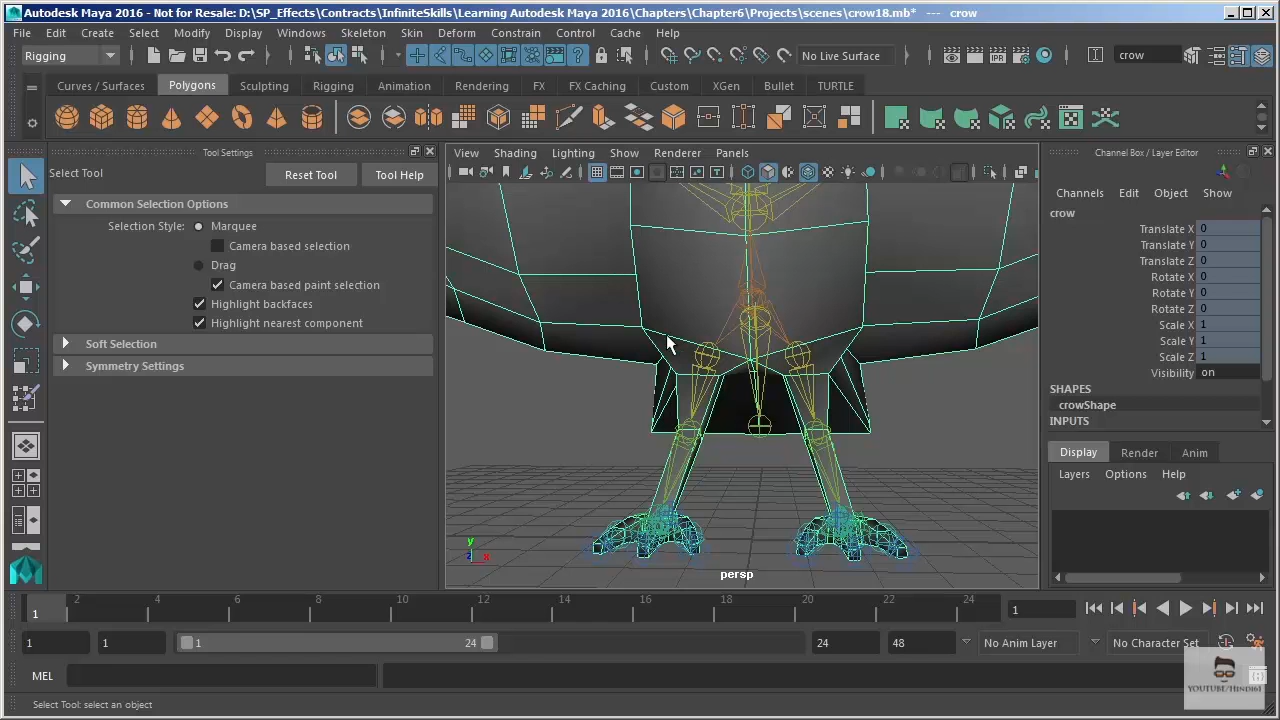 Autodesk Maya 2016 - Not for Resale: D:\SP_Effects\Contracts\InfiniteSkills\Learning Autodesk Maya 2016\Chapters\Chapter6\Projects\scenes\crow18.mb* --- crow
File Edit Create Select Modify Display Windows Skeleton Skin Deform Constrain Control Cache Help
Rigging
No Live Surface
crow
Curves / Surfaces Polygons Sculpting Rigging Animation Rendering FX FX Caching Custom XGen Bullet TURTLE
Tool Settings
Select Tool
Reset Tool Tool Help
Common Selection Options
Selection Style: Marquee
Camera based selection
Drag
Camera based paint selection
Highlight backfaces
Highlight nearest component
Soft Selection
Symmetry Settings
View Shading Lighting Show Renderer Panels
y
z x
persp
Channel Box / Layer Editor
Channels Edit Object Show
crow
Translate X 0
Translate Y 0
Translate Z 0
Rotate X 0
Rotate Y 0
Rotate Z 0
Scale X 1
Scale Y 1
Scale Z 1
Visibility on
SHAPES
crowShape
INPUTS
Display Render Anim
Layers Options Help
1 2 4 6 8 10 12 14 16 18 20 22 24 1
1 1 1 24 24 48 No Anim Layer No Character Set
MEL
Select Tool: select an object
YOUTUBE/HINDI61